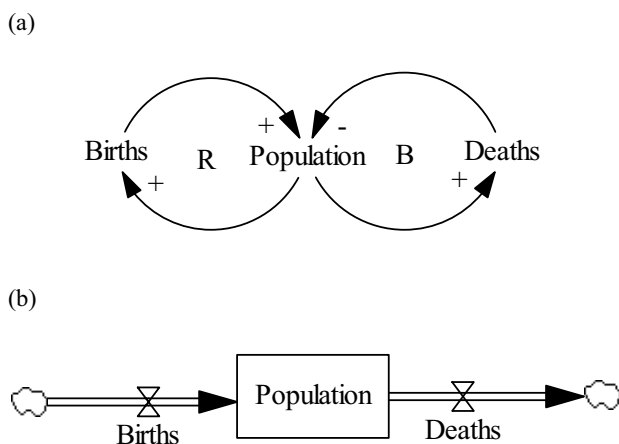 (a)
+ -
Births R Population B Deaths
+ +
(b)
Population
Births Deaths